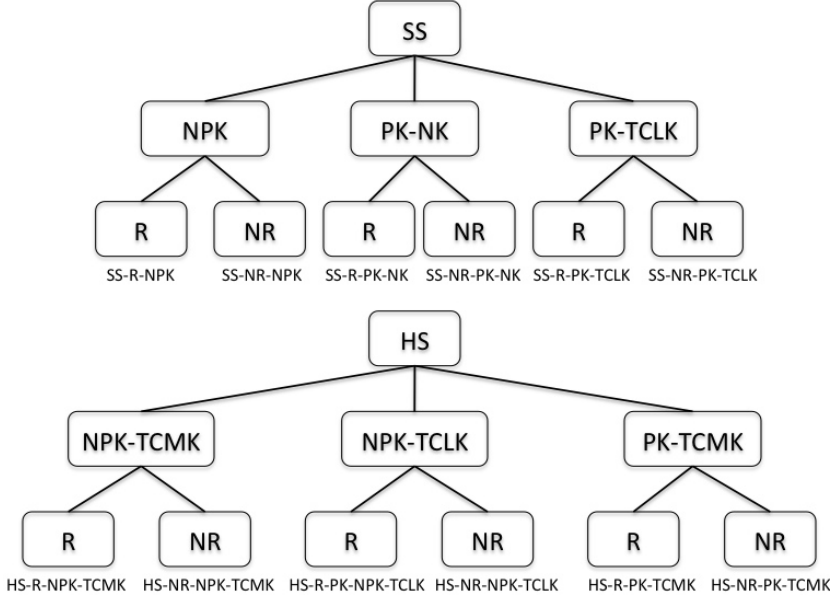 SS
NPK PK-NK PK-TCLK
R NR R NR R NR
SS-R-NPK SS-NR-NPK SS-R-PK-NK SS-NR-PK-NK SS-R-PK-TCLK SS-NR-PK-TCLK
HS
NPK-TCMK NPK-TCLK PK-TCMK
R NR R NR R NR
HS-R-NPK-TCMK HS-NR-NPK-TCMK HS-R-PK-NPK-TCLK HS-NR-NPK-TCLK HS-R-PK-TCMK HS-NR-PK-TCMK